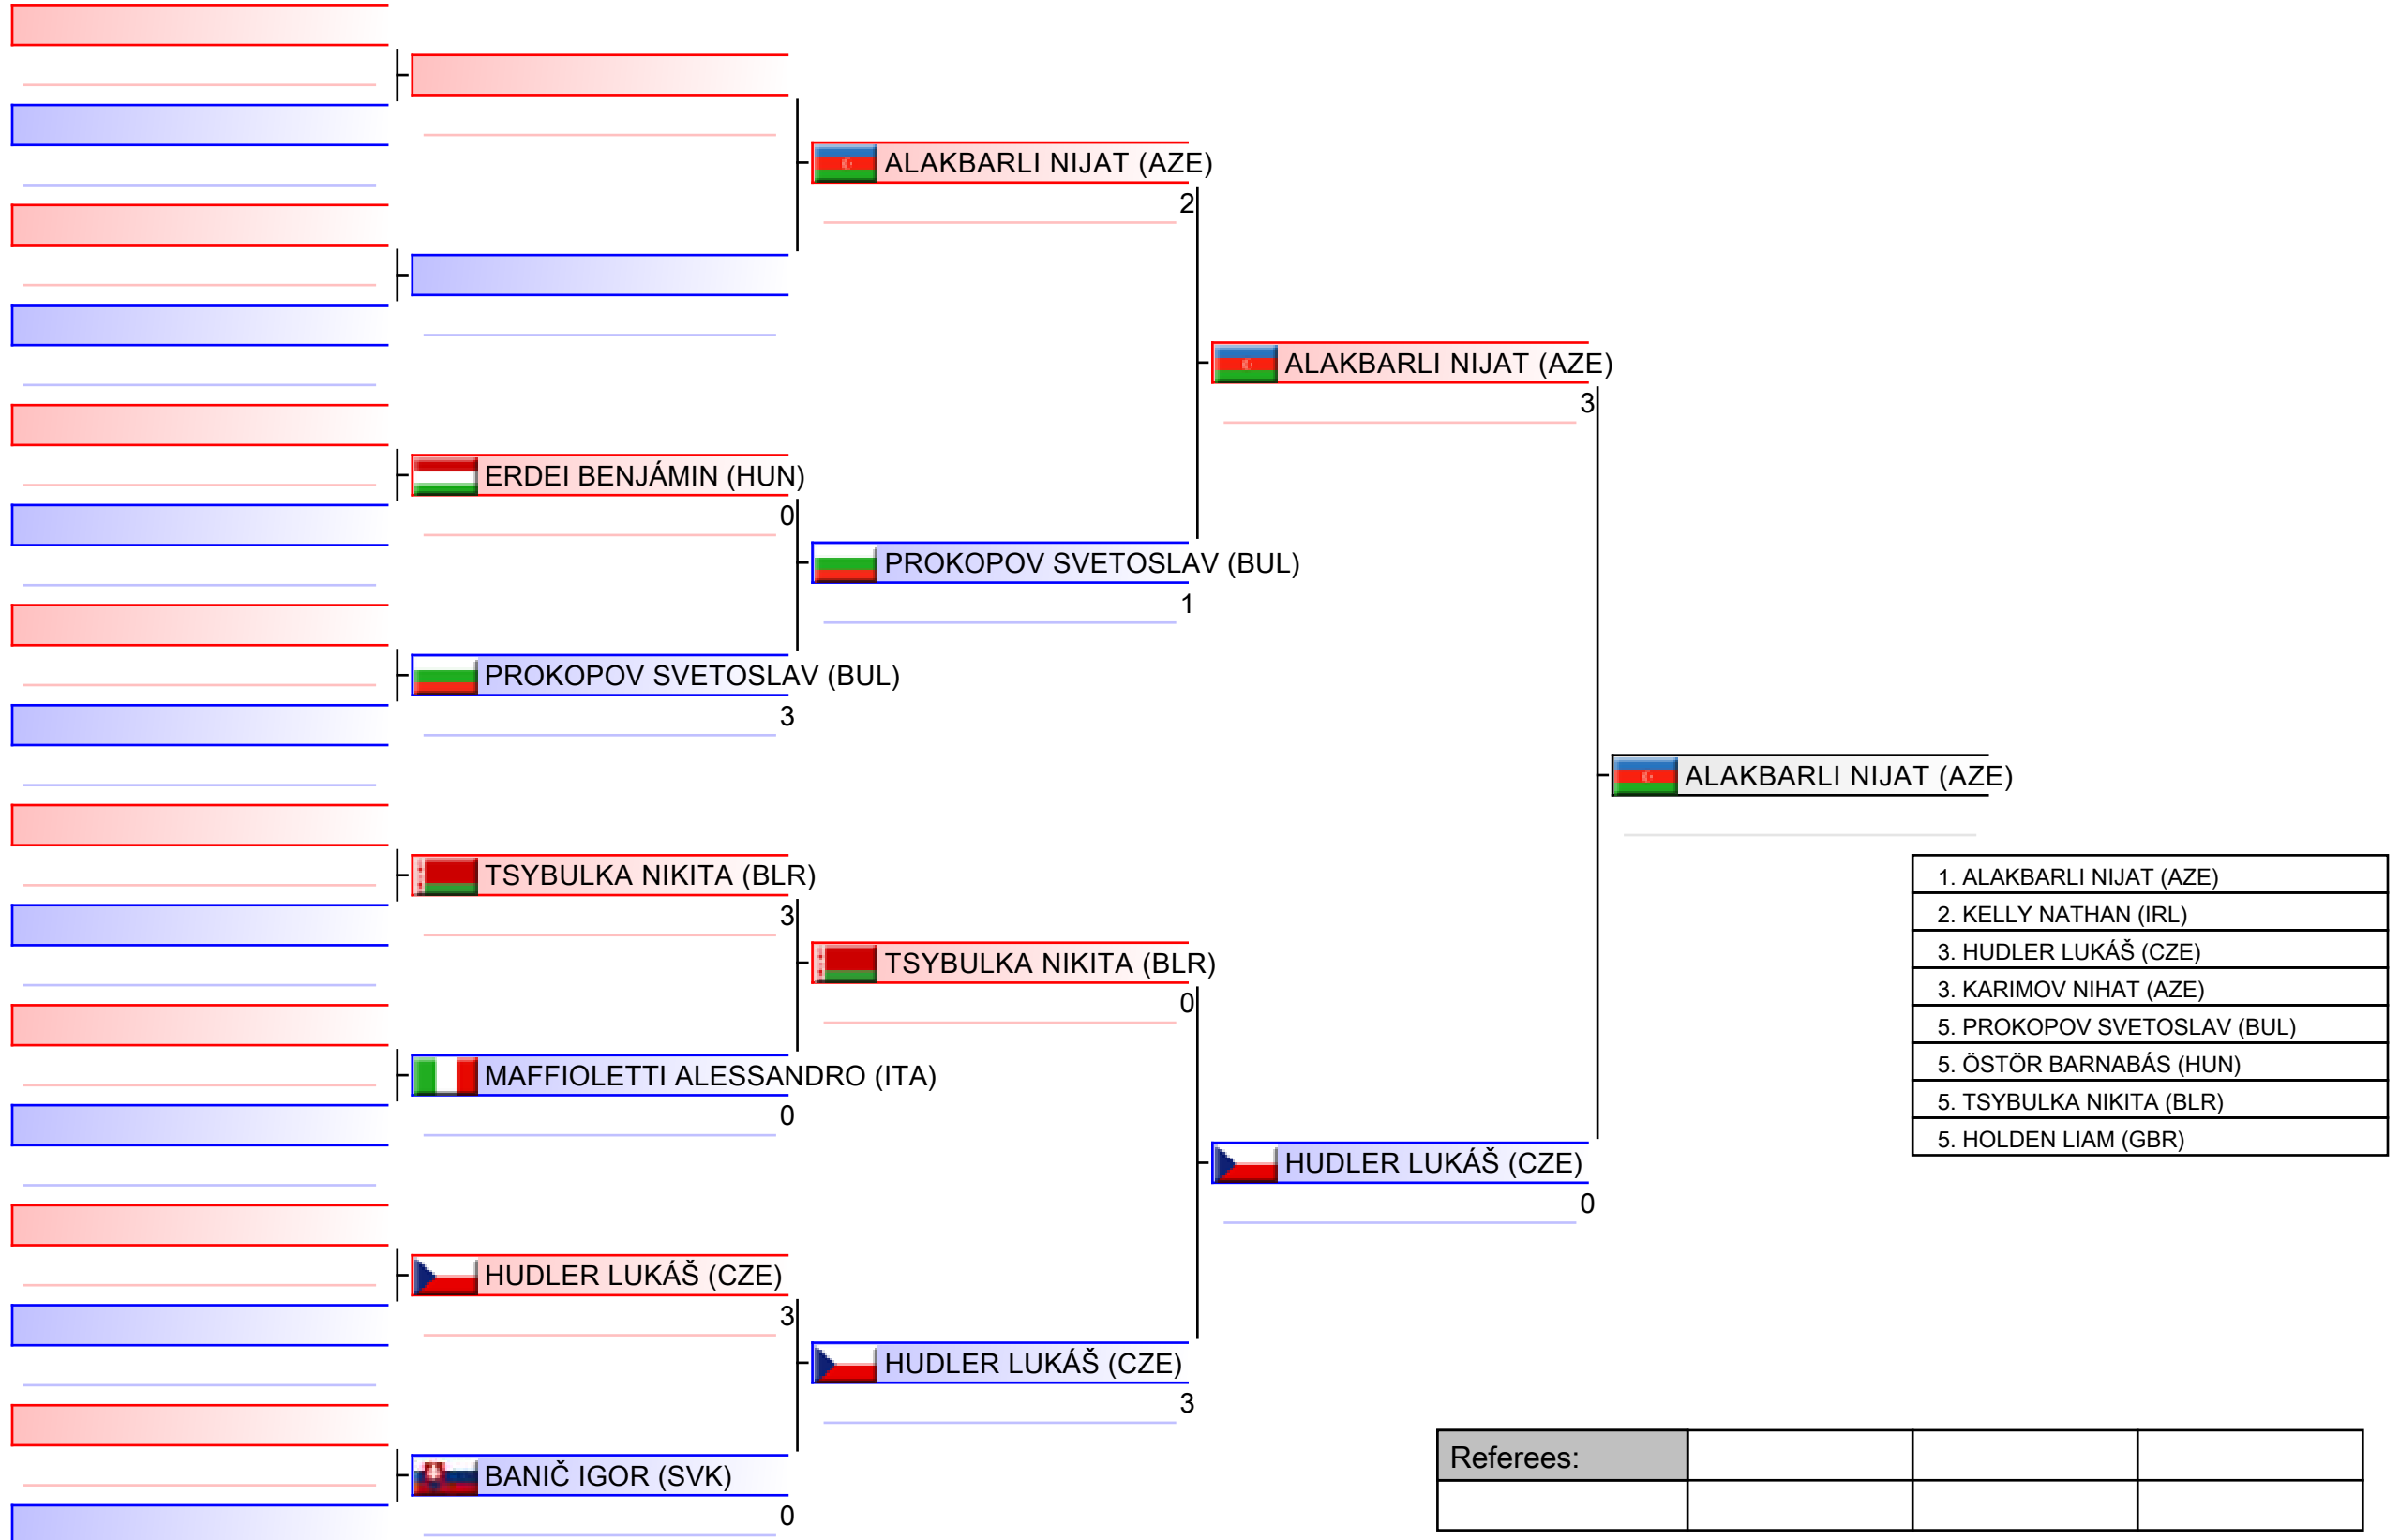 ALAKBARLI NIJAT (AZE)
2
ALAKBARLI NIJAT (AZE)
3
ERDEI BENJÁMIN (HUN)
0
PROKOPOV SVETOSLAV (BUL)
1
PROKOPOV SVETOSLAV (BUL)
3
ALAKBARLI NIJAT (AZE)
TSYBULKA NIKITA (BLR)
3
TSYBULKA NIKITA (BLR)
0
MAFFIOLETTI ALESSANDRO (ITA)
0
HUDLER LUKÁŠ (CZE)
0
HUDLER LUKÁŠ (CZE)
3
HUDLER LUKÁŠ (CZE)
3
BANIČ IGOR (SVK)
0
1. ALAKBARLI NIJAT (AZE)
2. KELLY NATHAN (IRL)
3. HUDLER LUKÁŠ (CZE)
3. KARIMOV NIHAT (AZE)
5. PROKOPOV SVETOSLAV (BUL)
5. ÖSTÖR BARNABÁS (HUN)
5. TSYBULKA NIKITA (BLR)
5. HOLDEN LIAM (GBR)
Referees: